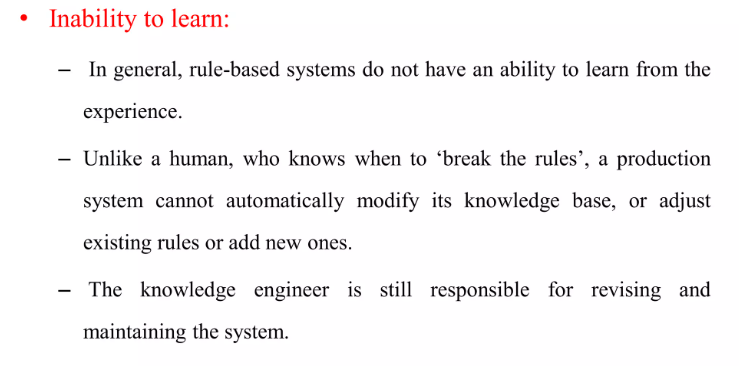 • Inability to learn:
– In general, rule-based systems do not have an ability to learn from the
experience.
– Unlike a human, who knows when to ‘break the rules’, a production
system cannot automatically modify its knowledge base, or adjust
existing rules or add new ones.
– The knowledge engineer is still responsible for revising and
maintaining the system.